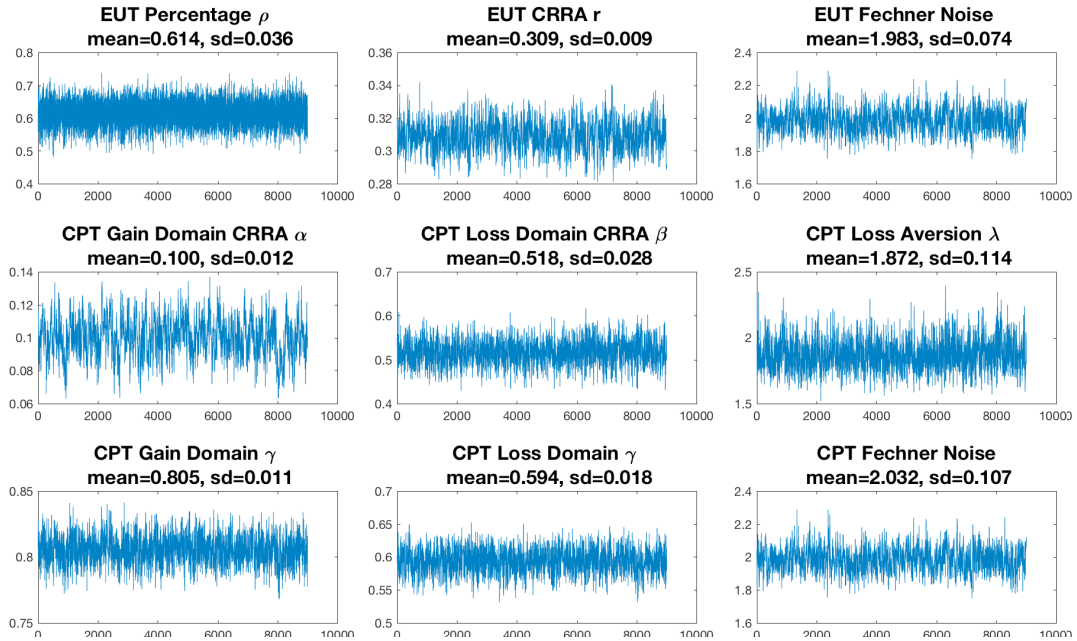 EUT Percentage ρ
mean=0.614, sd=0.036
0.8
0.7
0.6
0.5
0.4
0 2000 4000 6000 8000 10000
EUT CRRA r
mean=0.309, sd=0.009
0.36
0.34
0.32
0.3
0.28
0 2000 4000 6000 8000 10000
EUT Fechner Noise
mean=1.983, sd=0.074
2.4
2.2
2
1.8
1.6
0 2000 4000 6000 8000 10000
CPT Gain Domain CRRA α
mean=0.100, sd=0.012
0.14
0.12
0.1
0.08
0.06
0 2000 4000 6000 8000 10000
CPT Loss Domain CRRA β
mean=0.518, sd=0.028
0.7
0.6
0.5
0.4
0 2000 4000 6000 8000 10000
CPT Loss Aversion λ
mean=1.872, sd=0.114
2.5
2
1.5
0 2000 4000 6000 8000 10000
CPT Gain Domain γ
mean=0.805, sd=0.011
0.85
0.8
0.75
0 2000 4000 6000 8000 10000
CPT Loss Domain γ
mean=0.594, sd=0.018
0.7
0.65
0.6
0.55
0.5
0 2000 4000 6000 8000 10000
CPT Fechner Noise
mean=2.032, sd=0.107
2.4
2.2
2
1.8
1.6
0 2000 4000 6000 8000 10000